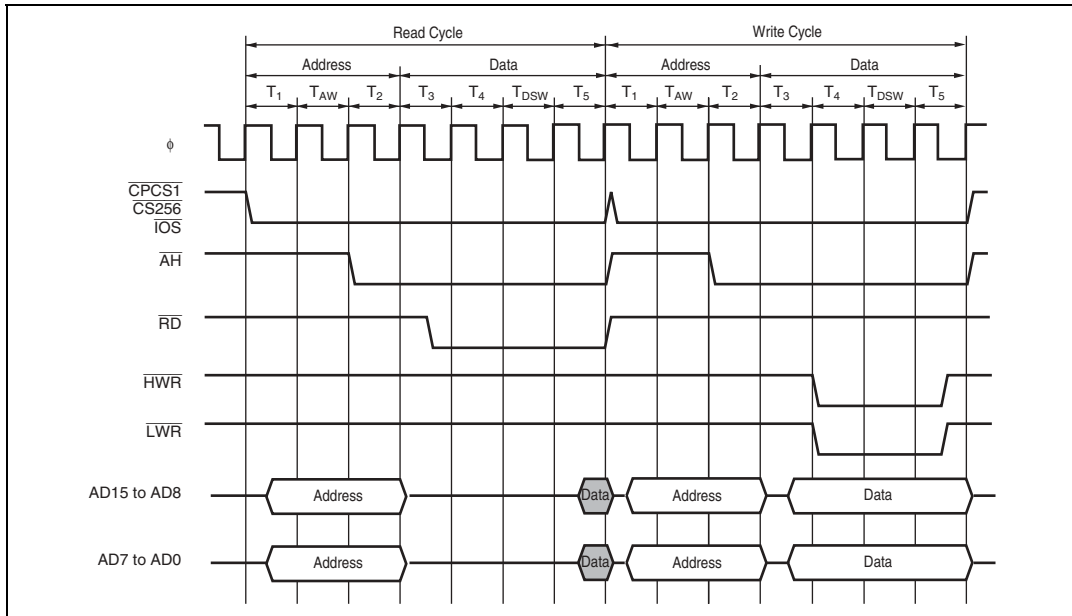 Read Cycle Write Cycle
Address Data Address Data
T1 TAW T2 T3 T4 TDSW T5 T1 TAW T2 T3 T4 TDSW T5
ϕ
CPCS1
CS256
IOS
AH
RD
HWR
LWR
AD15 to AD8 Address Data Address Data
AD7 to AD0 Address Data Address Data